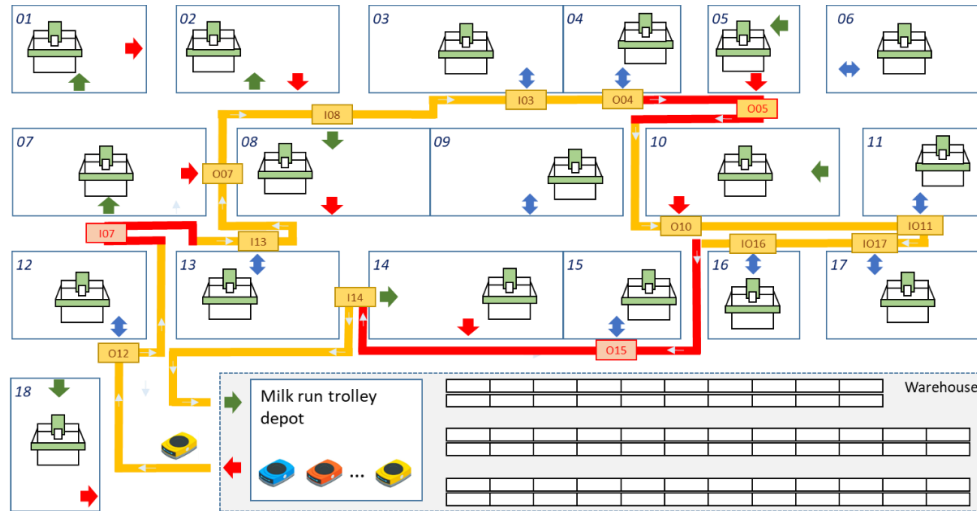 01
02
03
04
05
06
I03
O04
O05
I08
07
08
09
10
11
O07
O10
IO11
I07
I13
IO16
IO17
12
13
14
15
16
17
I14
O12
O15
18
Milk run trolley
depot
...
Warehouse